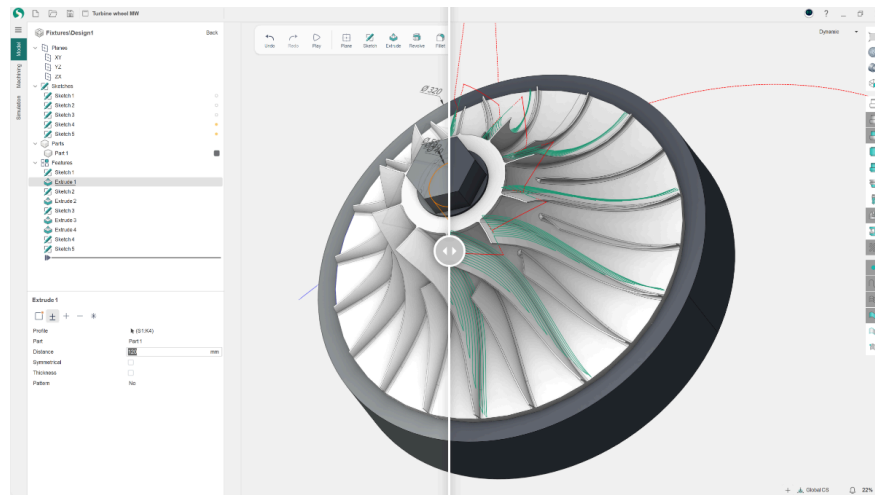 Turbine wheel MW
?
Fixtures\Design1
Back
Model
Machining
Simulation
Planes
XY
YZ
ZX
Sketches
Sketch 1
Sketch 2
Sketch 3
Sketch 4
Sketch 5
Parts
Part 1
Features
Sketch 1
Extrude 1
Sketch 2
Extrude 2
Sketch 3
Extrude 3
Extrude 4
Sketch 4
Sketch 5
Extrude 1
Profile (S1;K4)
Part Part 1
Distance 120 mm
Symmetrical
Thickness
Pattern No
Undo Redo Play Plane Sketch Extrude Revolve Fillet
Dynamic
Ø 320
Global CS 22%